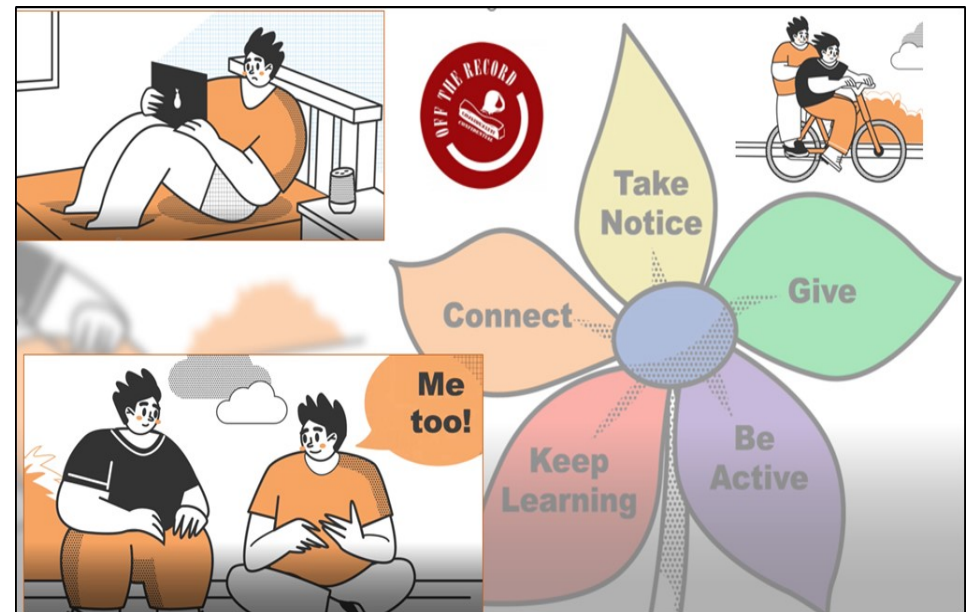 OFF THE RECORD
Take
Notice
Give
Connect
Me
too!
Keep
Learning
Be
Active